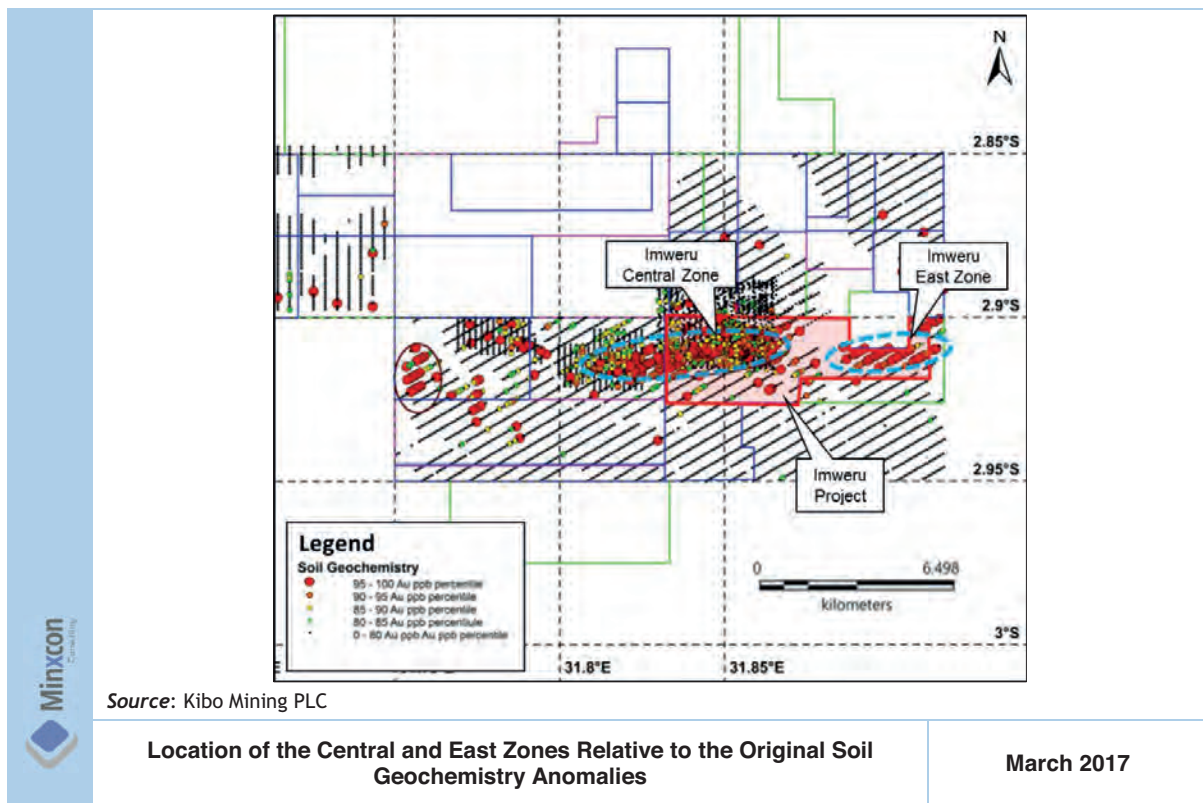 N
2.85°S
Imweru
Central Zone
Imweru
East Zone
2.9°S
2.95°S
Imweru
Project
Legend
Soil Geochemistry
95 - 100 Au ppb percentile
90 - 95 Au ppb percentile
85 - 90 Au ppb percentile
80 - 85 Au ppb percentiule
0 - 80 Au ppb Au ppb percentile
0 6.498
kilometers
3°S
31.8°E 31.85°E
Minxcon
Consulting
Source: Kibo Mining PLC
Location of the Central and East Zones Relative to the Original Soil
Geochemistry Anomalies
March 2017